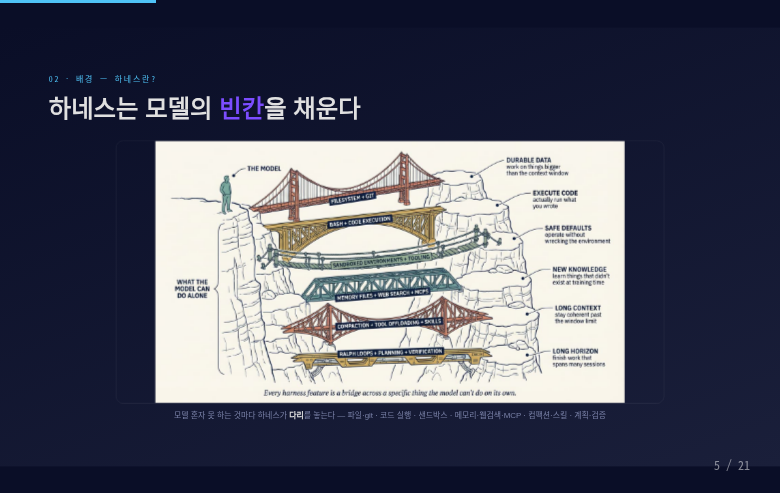 02 · 배경 — 하네스란?
하네스는 모델의 빈칸을 채운다
THE MODEL
WHAT THE
MODEL CAN
DO ALONE
FILESYSTEM + GIT
BASH + CODE EXECUTION
SANDBOXED ENVIRONMENTS + TOOLING
MEMORY FILES + WEB SEARCH + MCPS
COMPACTION + TOOL OFFLOADING + SKILLS
RALPH LOOPS + PLANNING + VERIFICATION
DURABLE DATA
work on things bigger
than the context window
EXECUTE CODE
actually run what
you wrote
SAFE DEFAULTS
operate without
wrecking the environment
NEW KNOWLEDGE
learn things that didn't
exist at training time
LONG CONTEXT
stay coherent past
the window limit
LONG HORIZON
finish work that
spans many sessions
Every harness feature is a bridge across a specific thing the model can't do on its own.
모델 혼자 못 하는 것마다 하네스가 다리를 놓는다 — 파일·git · 코드 실행 · 샌드박스 · 메모리·웹검색·MCP · 컴팩션·스킬 · 계획·검증
5 / 21